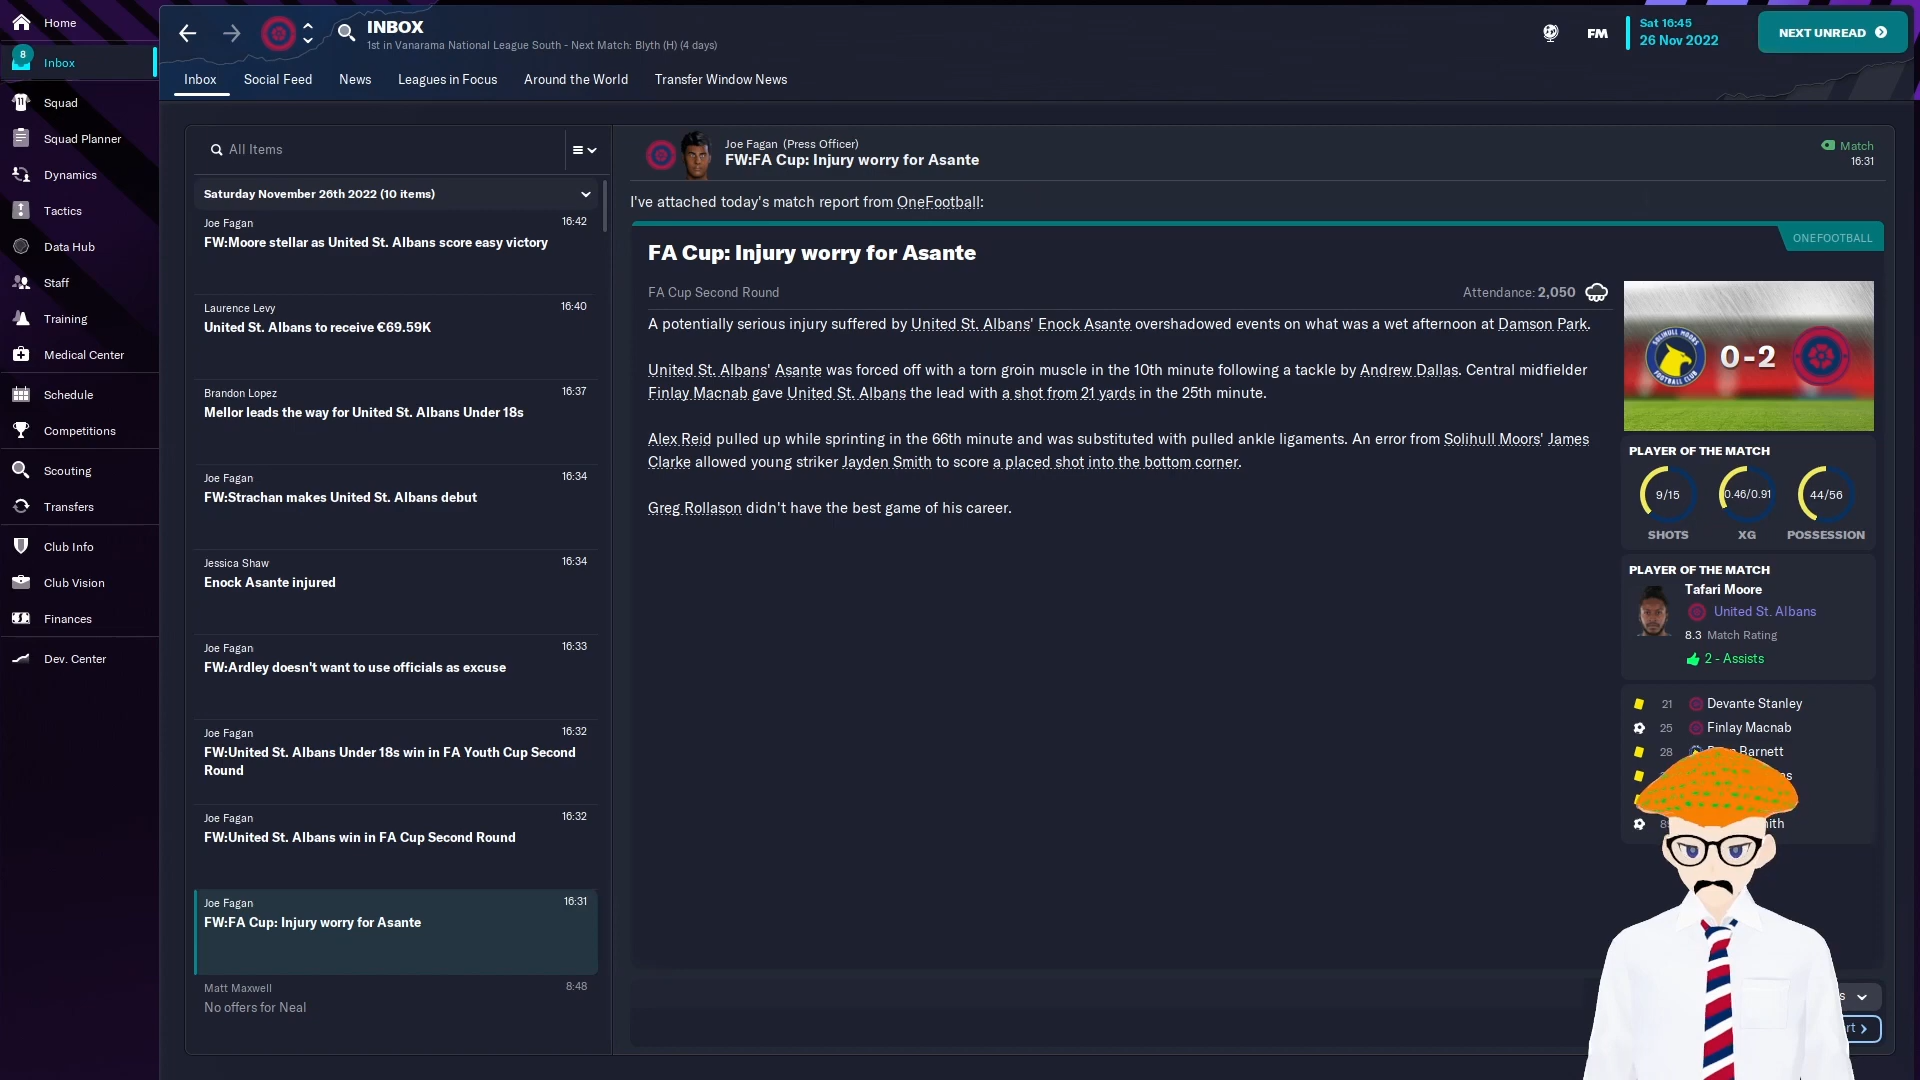 Home
8
Inbox
Squad
Squad Planner
Dynamics
Tactics
Data Hub
Staff
Training
Medical Center
Schedule
Competitions
Scouting
Transfers
Club Info
Club Vision
Finances
Dev. Center
INBOX
1st in Vanarama National League South - Next Match: Blyth (H) (4 days)
FM
Sat 16:45
26 Nov 2022
NEXT UNREAD
Inbox Social Feed News Leagues in Focus Around the World Transfer Window News
All Items
Saturday November 26th 2022 (10 items)
Joe Fagan 16:42
FW:Moore stellar as United St. Albans score easy victory
Laurence Levy 16:40
United St. Albans to receive €69.59K
Brandon Lopez 16:37
Mellor leads the way for United St. Albans Under 18s
Joe Fagan 16:34
FW:Strachan makes United St. Albans debut
Jessica Shaw 16:34
Enock Asante injured
Joe Fagan 16:33
FW:Ardley doesn't want to use officials as excuse
Joe Fagan 16:32
FW:United St. Albans Under 18s win in FA Youth Cup Second
Round
Joe Fagan 16:32
FW:United St. Albans win in FA Cup Second Round
Joe Fagan 16:31
FW:FA Cup: Injury worry for Asante
Matt Maxwell 8:48
No offers for Neal
Joe Fagan (Press Officer)
FW:FA Cup: Injury worry for Asante
Match
16:31
I've attached today's match report from OneFootball:
ONEFOOTBALL
FA Cup: Injury worry for Asante
FA Cup Second Round Attendance: 2,050
A potentially serious injury suffered by United St. Albans' Enock Asante overshadowed events on what was a wet afternoon at Damson Park.
United St. Albans' Asante was forced off with a torn groin muscle in the 10th minute following a tackle by Andrew Dallas. Central midfielder
Finlay Macnab gave United St. Albans the lead with a shot from 21 yards in the 25th minute.
Alex Reid pulled up while sprinting in the 66th minute and was substituted with pulled ankle ligaments. An error from Solihull Moors' James
Clarke allowed young striker Jayden Smith to score a placed shot into the bottom corner.
Greg Rollason didn't have the best game of his career.
SOLIHULL MOORS
FOOTBALL CLUB
0-2
PLAYER OF THE MATCH
9/15 0.46/0.91 44/56
SHOTS XG POSSESSION
PLAYER OF THE MATCH
Tafari Moore
United St. Albans
8.3 Match Rating
2 - Assists
21 Devante Stanley
25 Finlay Macnab
28 Barnett